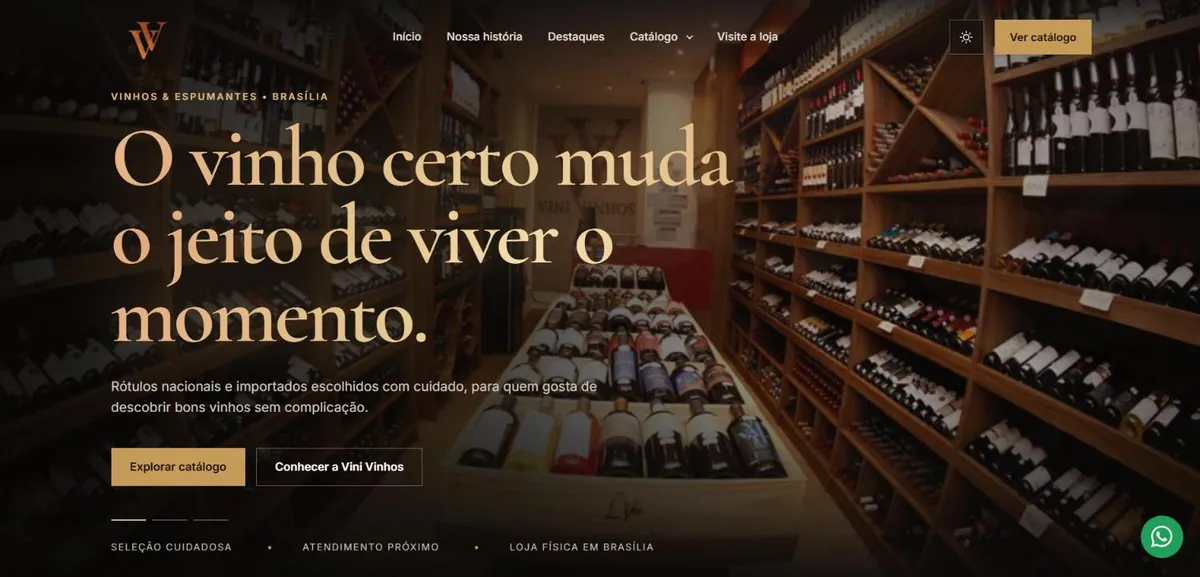 Início
Nossa história
Destaques
Catálogo
Visite a loja
Ver catálogo
VINHOS & ESPUMANTES • BRASÍLIA
O vinho certo muda
o jeito de viver o
momento.
VINI VINHOS
Rótulos nacionais e importados escolhidos com cuidado, para quem gosta de
descobrir bons vinhos sem complicação.
Explorar catálogo
Conhecer a Vini Vinhos
SELEÇÃO CUIDADOSA • ATENDIMENTO PRÓXIMO • LOJA FÍSICA EM BRASÍLIA